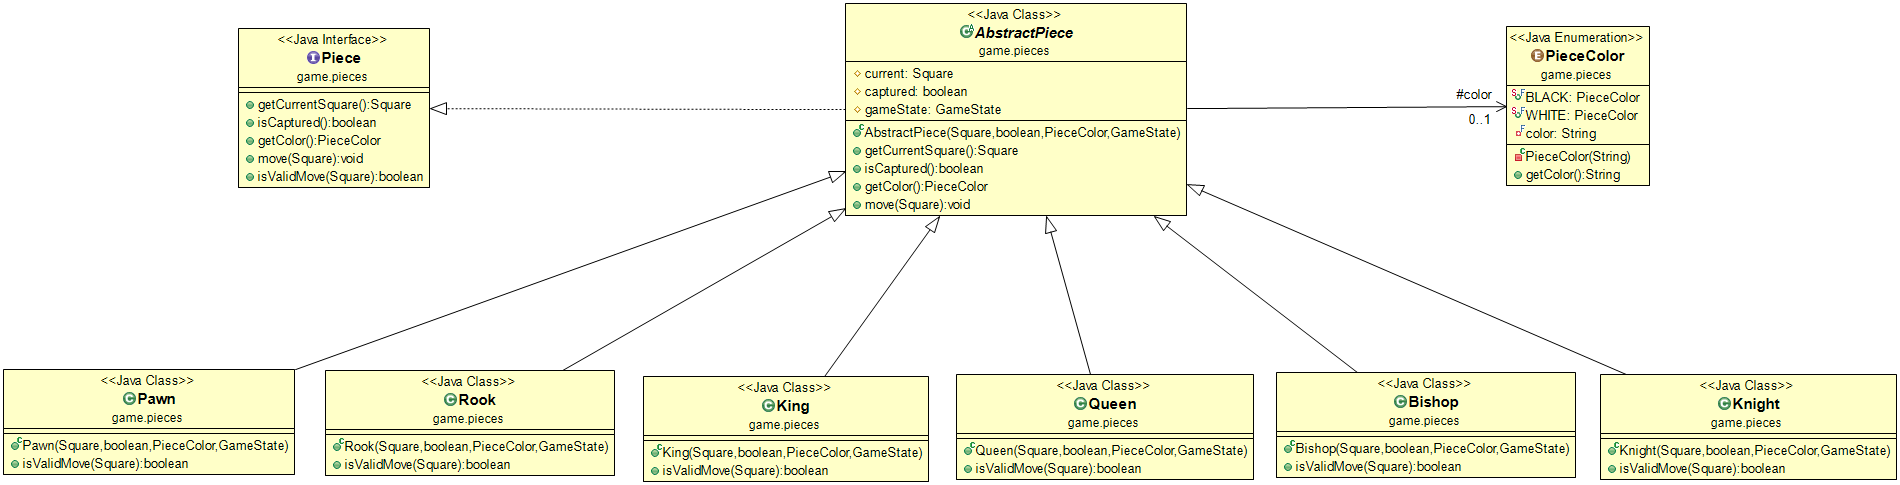 <<Java Interface>>
Piece
game.pieces
getCurrentSquare():Square
isCaptured():boolean
getColor():PieceColor
move(Square):void
isValidMove(Square):boolean
<<Java Class>>
AbstractPiece
game.pieces
current: Square
captured: boolean
gameState: GameState
AbstractPiece(Square,boolean,PieceColor,GameState)
getCurrentSquare():Square
isCaptured():boolean
getColor():PieceColor
move(Square):void
#color
0..1
<<Java Enumeration>>
PieceColor
game.pieces
BLACK: PieceColor
WHITE: PieceColor
color: String
PieceColor(String)
getColor():String
<<Java Class>>
Pawn
game.pieces
Pawn(Square,boolean,PieceColor,GameState)
isValidMove(Square):boolean
<<Java Class>>
Rook
game.pieces
Rook(Square,boolean,PieceColor,GameState)
isValidMove(Square):boolean
<<Java Class>>
King
game.pieces
King(Square,boolean,PieceColor,GameState)
isValidMove(Square):boolean
<<Java Class>>
Queen
game.pieces
Queen(Square,boolean,PieceColor,GameState)
isValidMove(Square):boolean
<<Java Class>>
Bishop
game.pieces
Bishop(Square,boolean,PieceColor,GameState)
isValidMove(Square):boolean
<<Java Class>>
Knight
game.pieces
Knight(Square,boolean,PieceColor,GameState)
isValidMove(Square):boolean